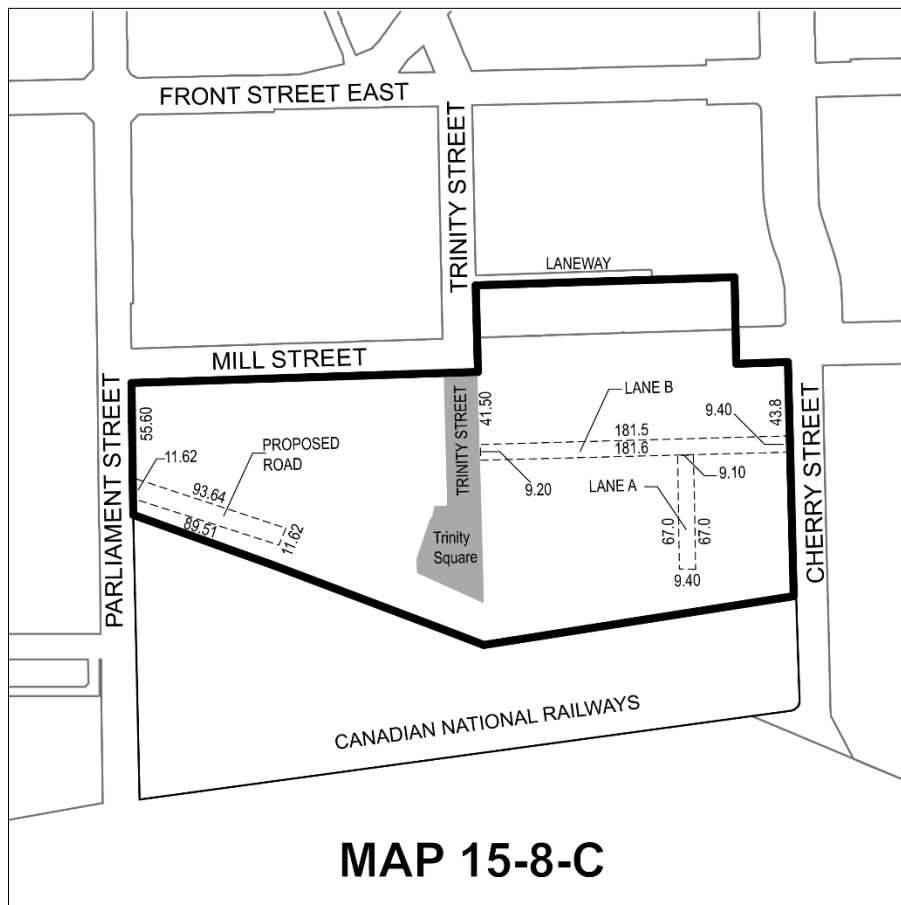 FRONT STREET EAST
TRINITY STREET
LANEWAY
MILL STREET
PARLIAMENT STREET
55.60
11.62
PROPOSED
ROAD
93.64
89.51
11.62
TRINITY STREET
Trinity
Square
41.50
LANE B
9.40
43.8
181.5
181.6
9.20
9.10
LANE A
67.0
67.0
9.40
CHERRY STREET
CANADIAN NATIONAL RAILWAYS
MAP 15-8-C